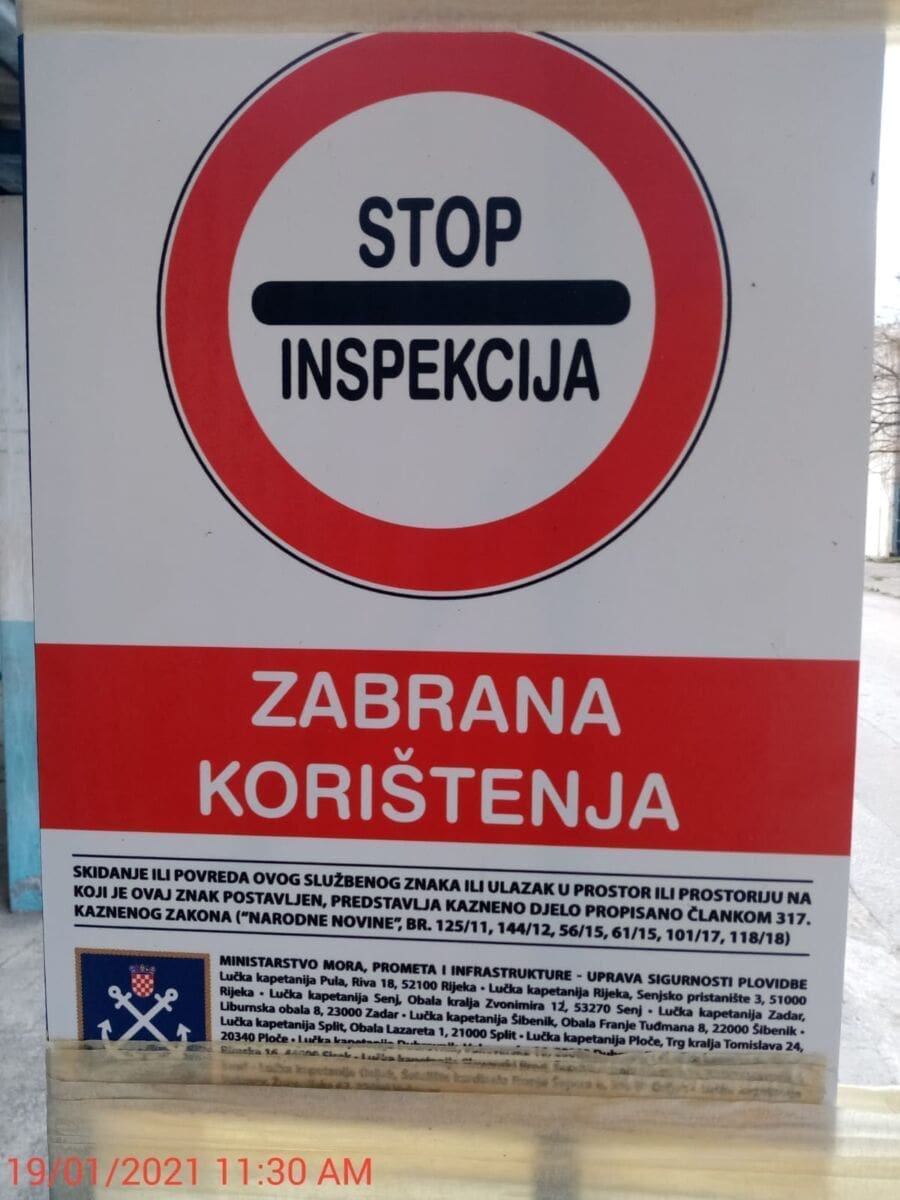 STOP
INSPEKCIJA
ZABRANA
KORIŠTENJA
SKIDANJE ILI POVREDA OVOG SLUŽBENOG ZNAKA ILI ULAZAK U PROSTOR ILI PROSTORIJU NA
KOJI JE OVAJ ZNAK POSTAVLJEN, PREDSTAVLJA KAZNENO DJELO PROPISANO ČLANKOM 317.
KAZNENOG ZAKONA ("NARODNE NOVINE", BR. 125/11, 144/12, 56/15, 61/15, 101/17, 118/18)
MINISTARSTVO MORA, PROMETA I INFRASTRUKTURE - UPRAVA SIGURNOSTI PLOVIDBE
Lučka kapetanija Pula, Riva 18, 52100 Rijeka • Lučka kapetanija Rijeka, Senjsko pristanište 3, 51000
Rijeka • Lučka kapetanija Senj, Obala kralja Zvonimira 12, 53270 Senj • Lučka kapetanija Zadar,
Liburnska obala 8, 23000 Zadar • Lučka kapetanija Šibenik, Obala Franje Tuđmana 8, 22000 Šibenik •
Lučka kapetanija Split, Obala Lazareta 1, 21000 Split • Lučka kapetanija Ploče, Trg kralja Tomislava 24,
20340 Ploče • Lučka kapetanija
19/01/2021 11:30 AM